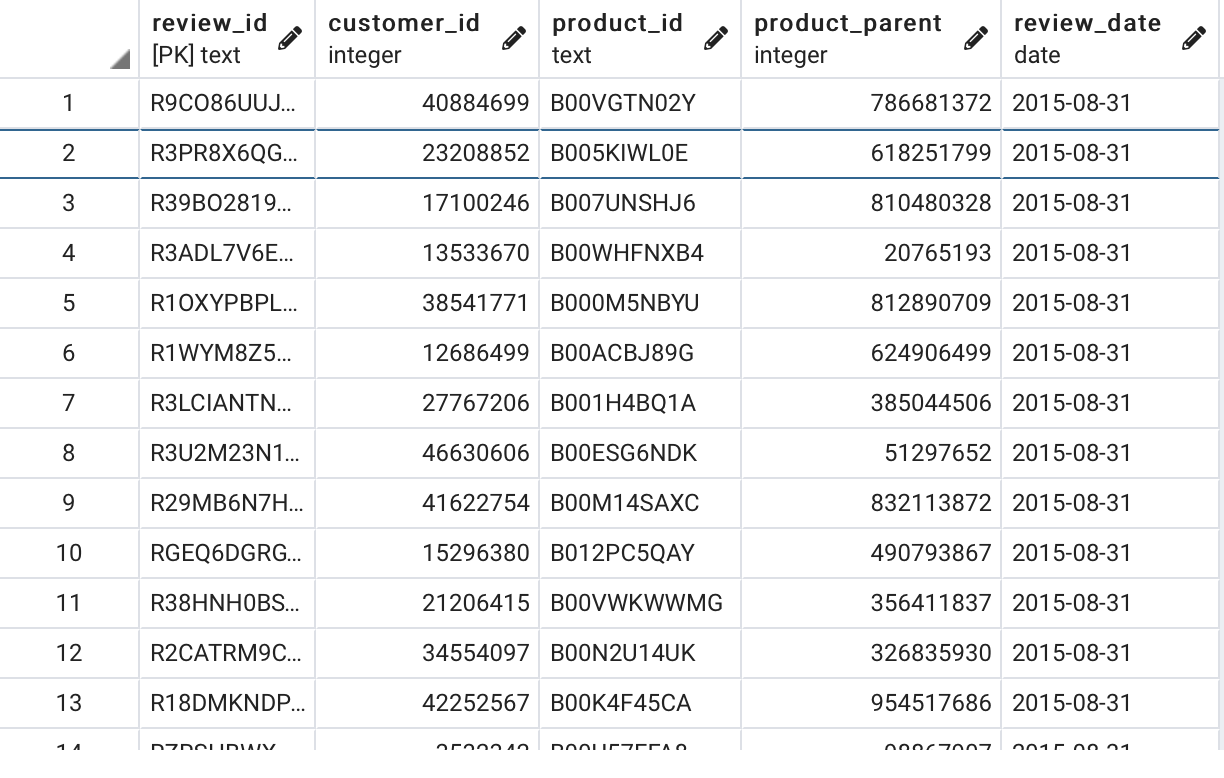 review_id customer_id product_id product_parent review_date
[PK] text integer text integer date
1 R9CO86UUJ... 40884699 B00VGTN02Y 786681372 2015-08-31
2 R3PR8X6QG... 23208852 B005KIWL0E 618251799 2015-08-31
3 R39BO2819... 17100246 B007UNSHJ6 810480328 2015-08-31
4 R3ADL7V6E... 13533670 B00WHFNXB4 20765193 2015-08-31
5 R1OXYPBPL... 38541771 B000M5NBYU 812890709 2015-08-31
6 R1WYM8Z5... 12686499 B00ACBJ89G 624906499 2015-08-31
7 R3LCIANTN... 27767206 B001H4BQ1A 385044506 2015-08-31
8 R3U2M23N1... 46630606 B00ESG6NDK 51297652 2015-08-31
9 R29MB6N7H... 41622754 B00M14SAXC 832113872 2015-08-31
10 RGEQ6DGRG... 15296380 B012PC5QAY 490793867 2015-08-31
11 R38HNH0BS... 21206415 B00VWKWWMG 356411837 2015-08-31
12 R2CATRM9C... 34554097 B00N2U14UK 326835930 2015-08-31
13 R18DMKNDP... 42252567 B00K4F45CA 954517686 2015-08-31
14 2015-08-31